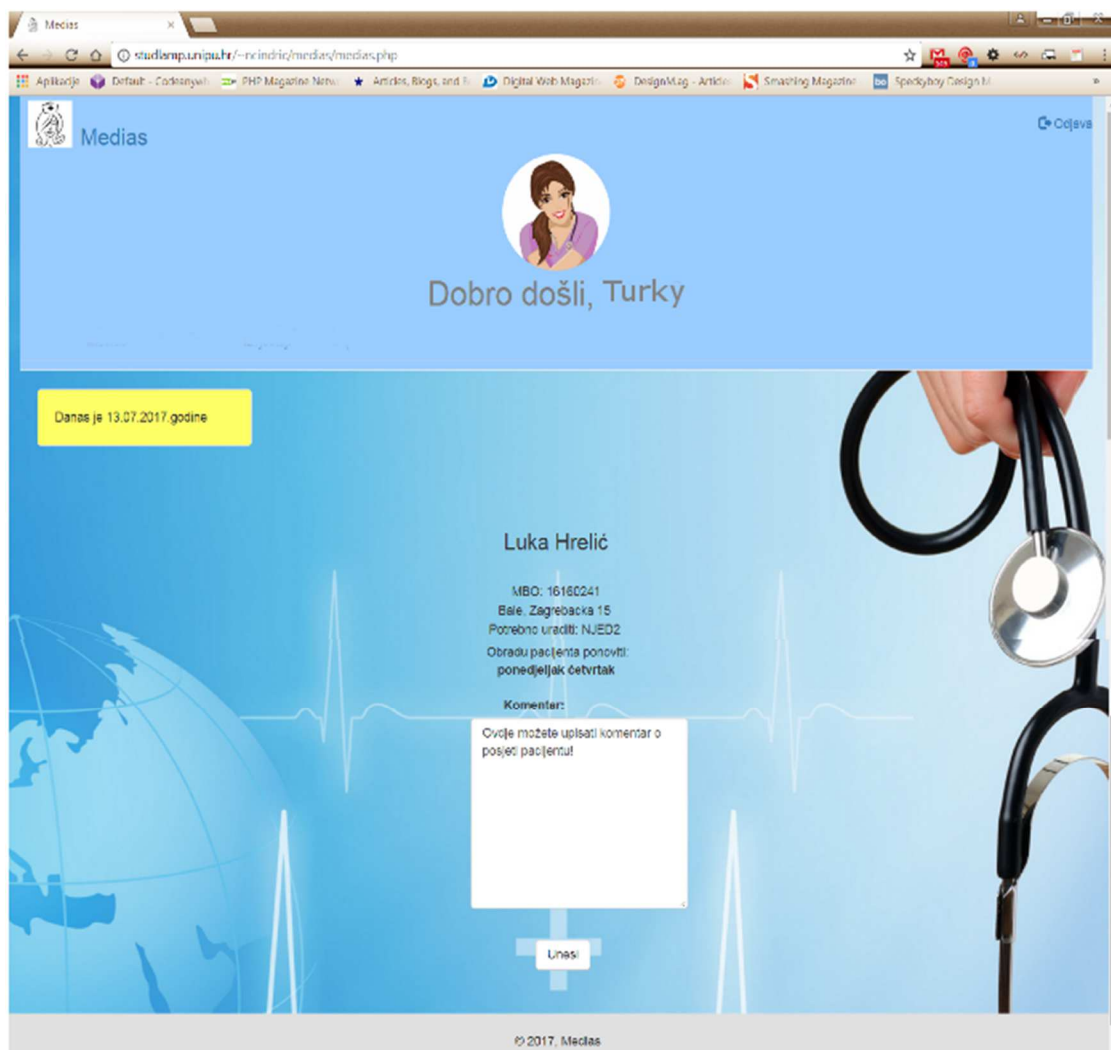 Medias
studlamp.unipu.hr/~ncindric/medias/medias.php
Aplikacije
Default - Codeanywh
PHP Magazine Netw
Articles, Blogs, and
Digital Web Magazin
DesignMag - Article
Smashing Magazine
Speckyboy Design M
Medias
Odjava
Dobro došli, Turky
Danas je 13.07.2017.godine
Luka Hrelić
MBO: 16160241
Bale, Zagrebacka 15
Potrebno uraditi: NJED2
Obradu pacijenta ponoviti:
ponedjeljak četvrtak
Komentar:
Ovdje možete upisati komentar o
posjeti pacijentu!
Unesi
© 2017, Medias